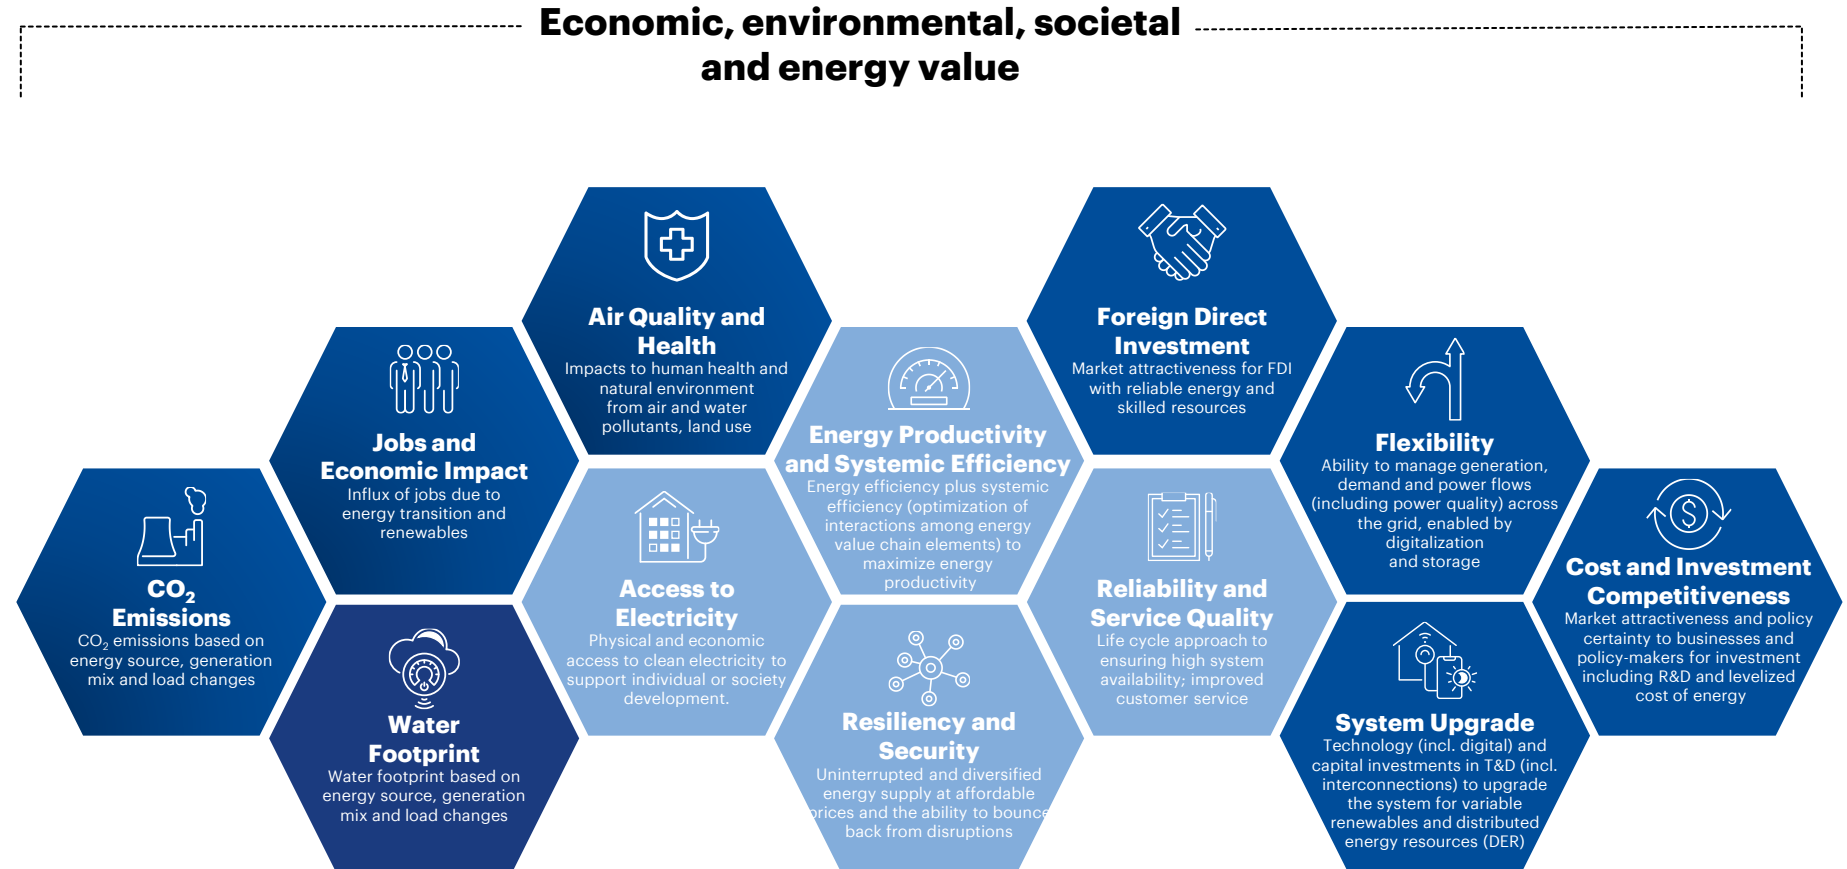 Economic, environmental, societal
and energy value
Air Quality and
Health
Impacts to human health and
natural environment
from air and water
pollutants, land use
Foreign Direct
Investment
Market attractiveness for FDI
with reliable energy and
skilled resources
Jobs and
Economic Impact
Influx of jobs due to
energy transition and
renewables
Energy Productivity
and Systemic Efficiency
Energy efficiency plus systemic
efficiency (optimization of
interactions among energy
value chain elements) to
maximize energy
productivity
Flexibility
Ability to manage generation,
demand and power flows
(including power quality) across
the grid, enabled by
digitalization
and storage
CO₂
Emissions
CO₂ emissions based on
energy source, generation
mix and load changes
Access to
Electricity
Physical and economic
access to clean electricity to
support individual or society
development.
Reliability and
Service Quality
Life cycle approach to
ensuring high system
availability; improved
customer service
Cost and Investment
Competitiveness
Market attractiveness and policy
certainty to businesses and
policy-makers for investment
including R&D and levelized
cost of energy
Water
Footprint
Water footprint based on
energy source, generation
mix and load changes
Resiliency and
Security
Uninterrupted and diversified
energy supply at affordable
prices and the ability to bounce
back from disruptions
System Upgrade
Technology (incl. digital) and
capital investments in T&D (incl.
interconnections) to upgrade
the system for variable
renewables and distributed
energy resources (DER)